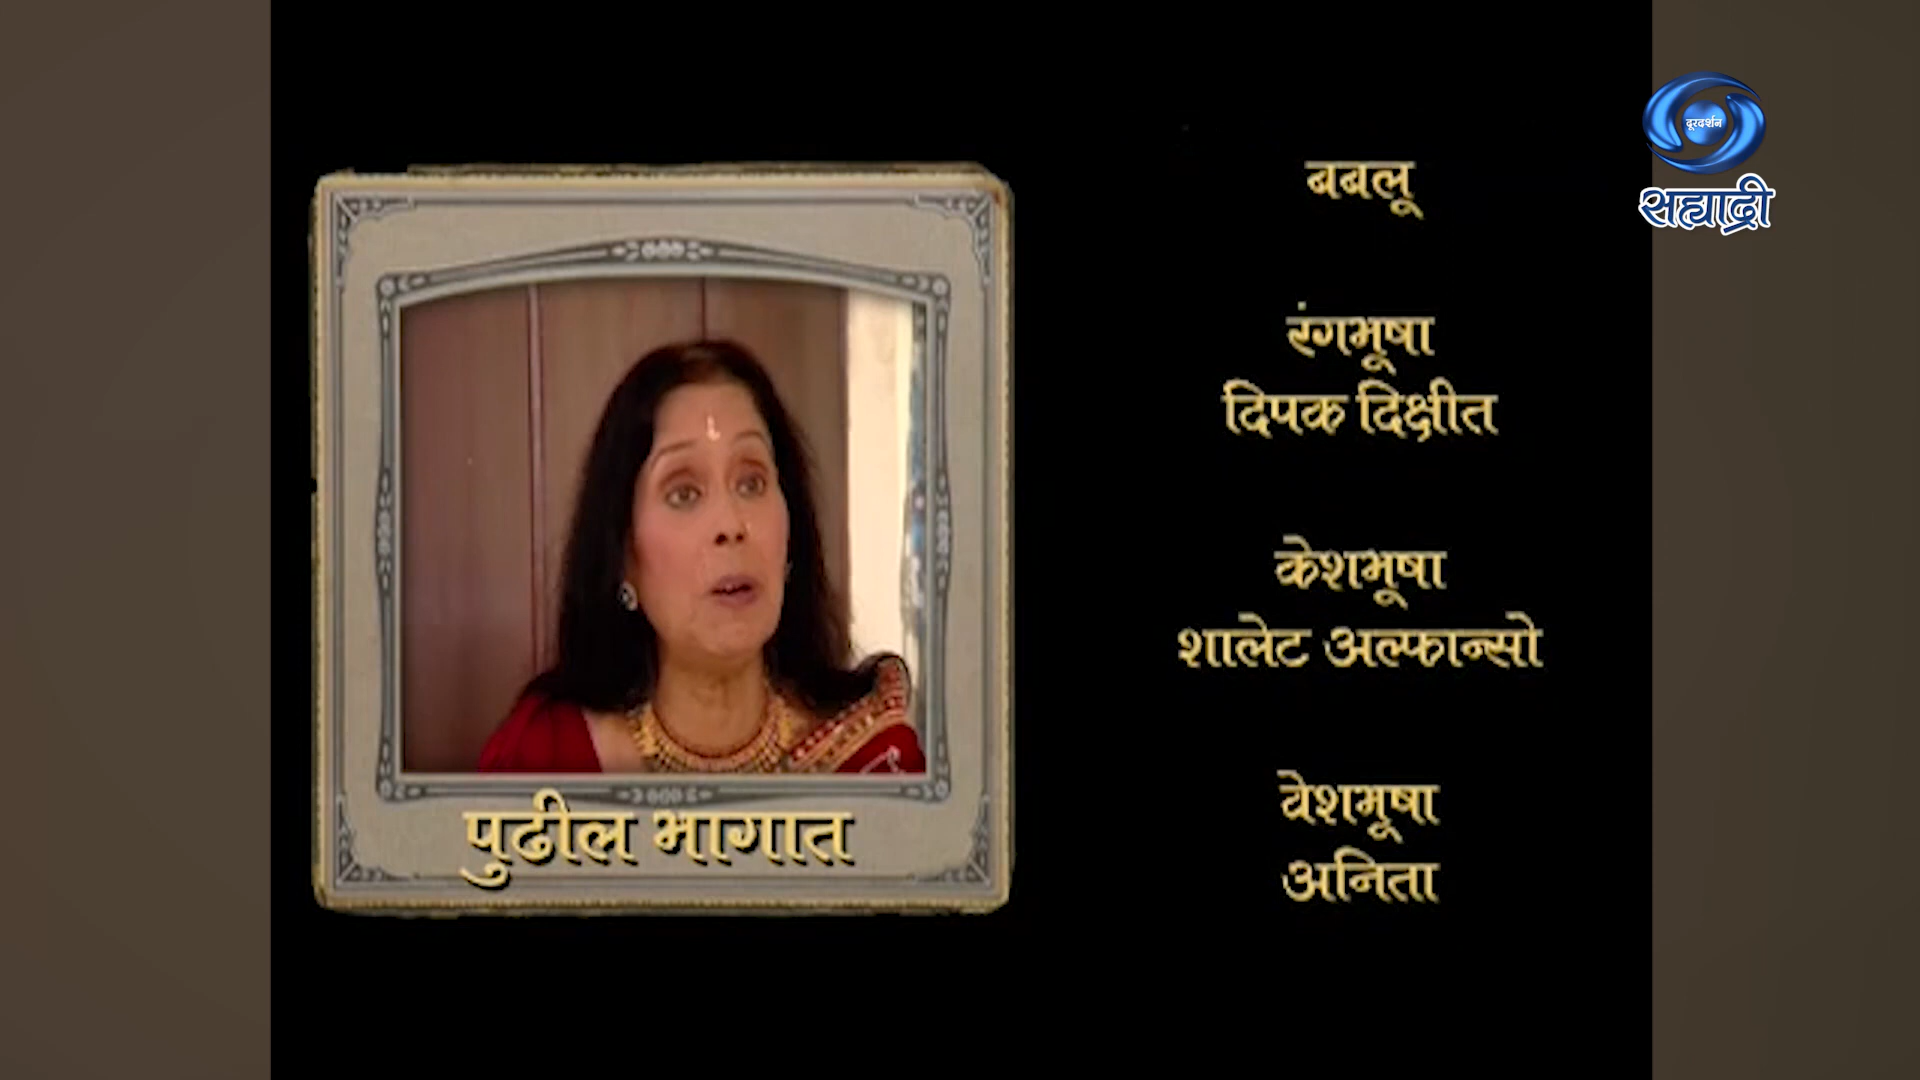 बबलू
रंगभूषा
दिपक दिक्षीत
केशभूषा
शालेट अल्फान्सो
वेशभूषा
अनिता
पुढील भागात
दूरदर्शन
सह्याद्री